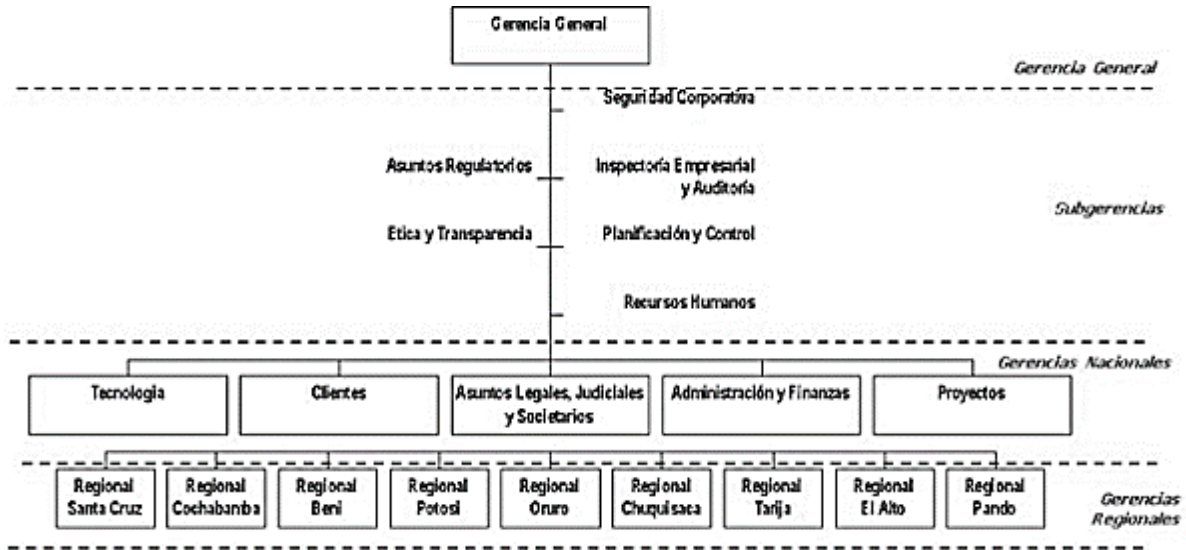 Gerencia General
Gerencia General
Seguridad Corporativa
Asuntos Regulatorios
Inspectoría Empresarial
y Auditoría
Subgerencias
Etica y Transparencia
Planificación y Control
Recursos Humanos
Gerencias Nacionales
Tecnologia
Clientes
Asuntos Legales, Judiciales
y Societarios
Administración y Finanzas
Proyectos
Regional
Santa Cruz
Regional
Cochabamba
Regional
Beni
Regional
Potosi
Regional
Oruro
Regional
Chuquisaca
Regional
Tarija
Regional
El Alto
Regional
Pando
Gerencias
Regionales